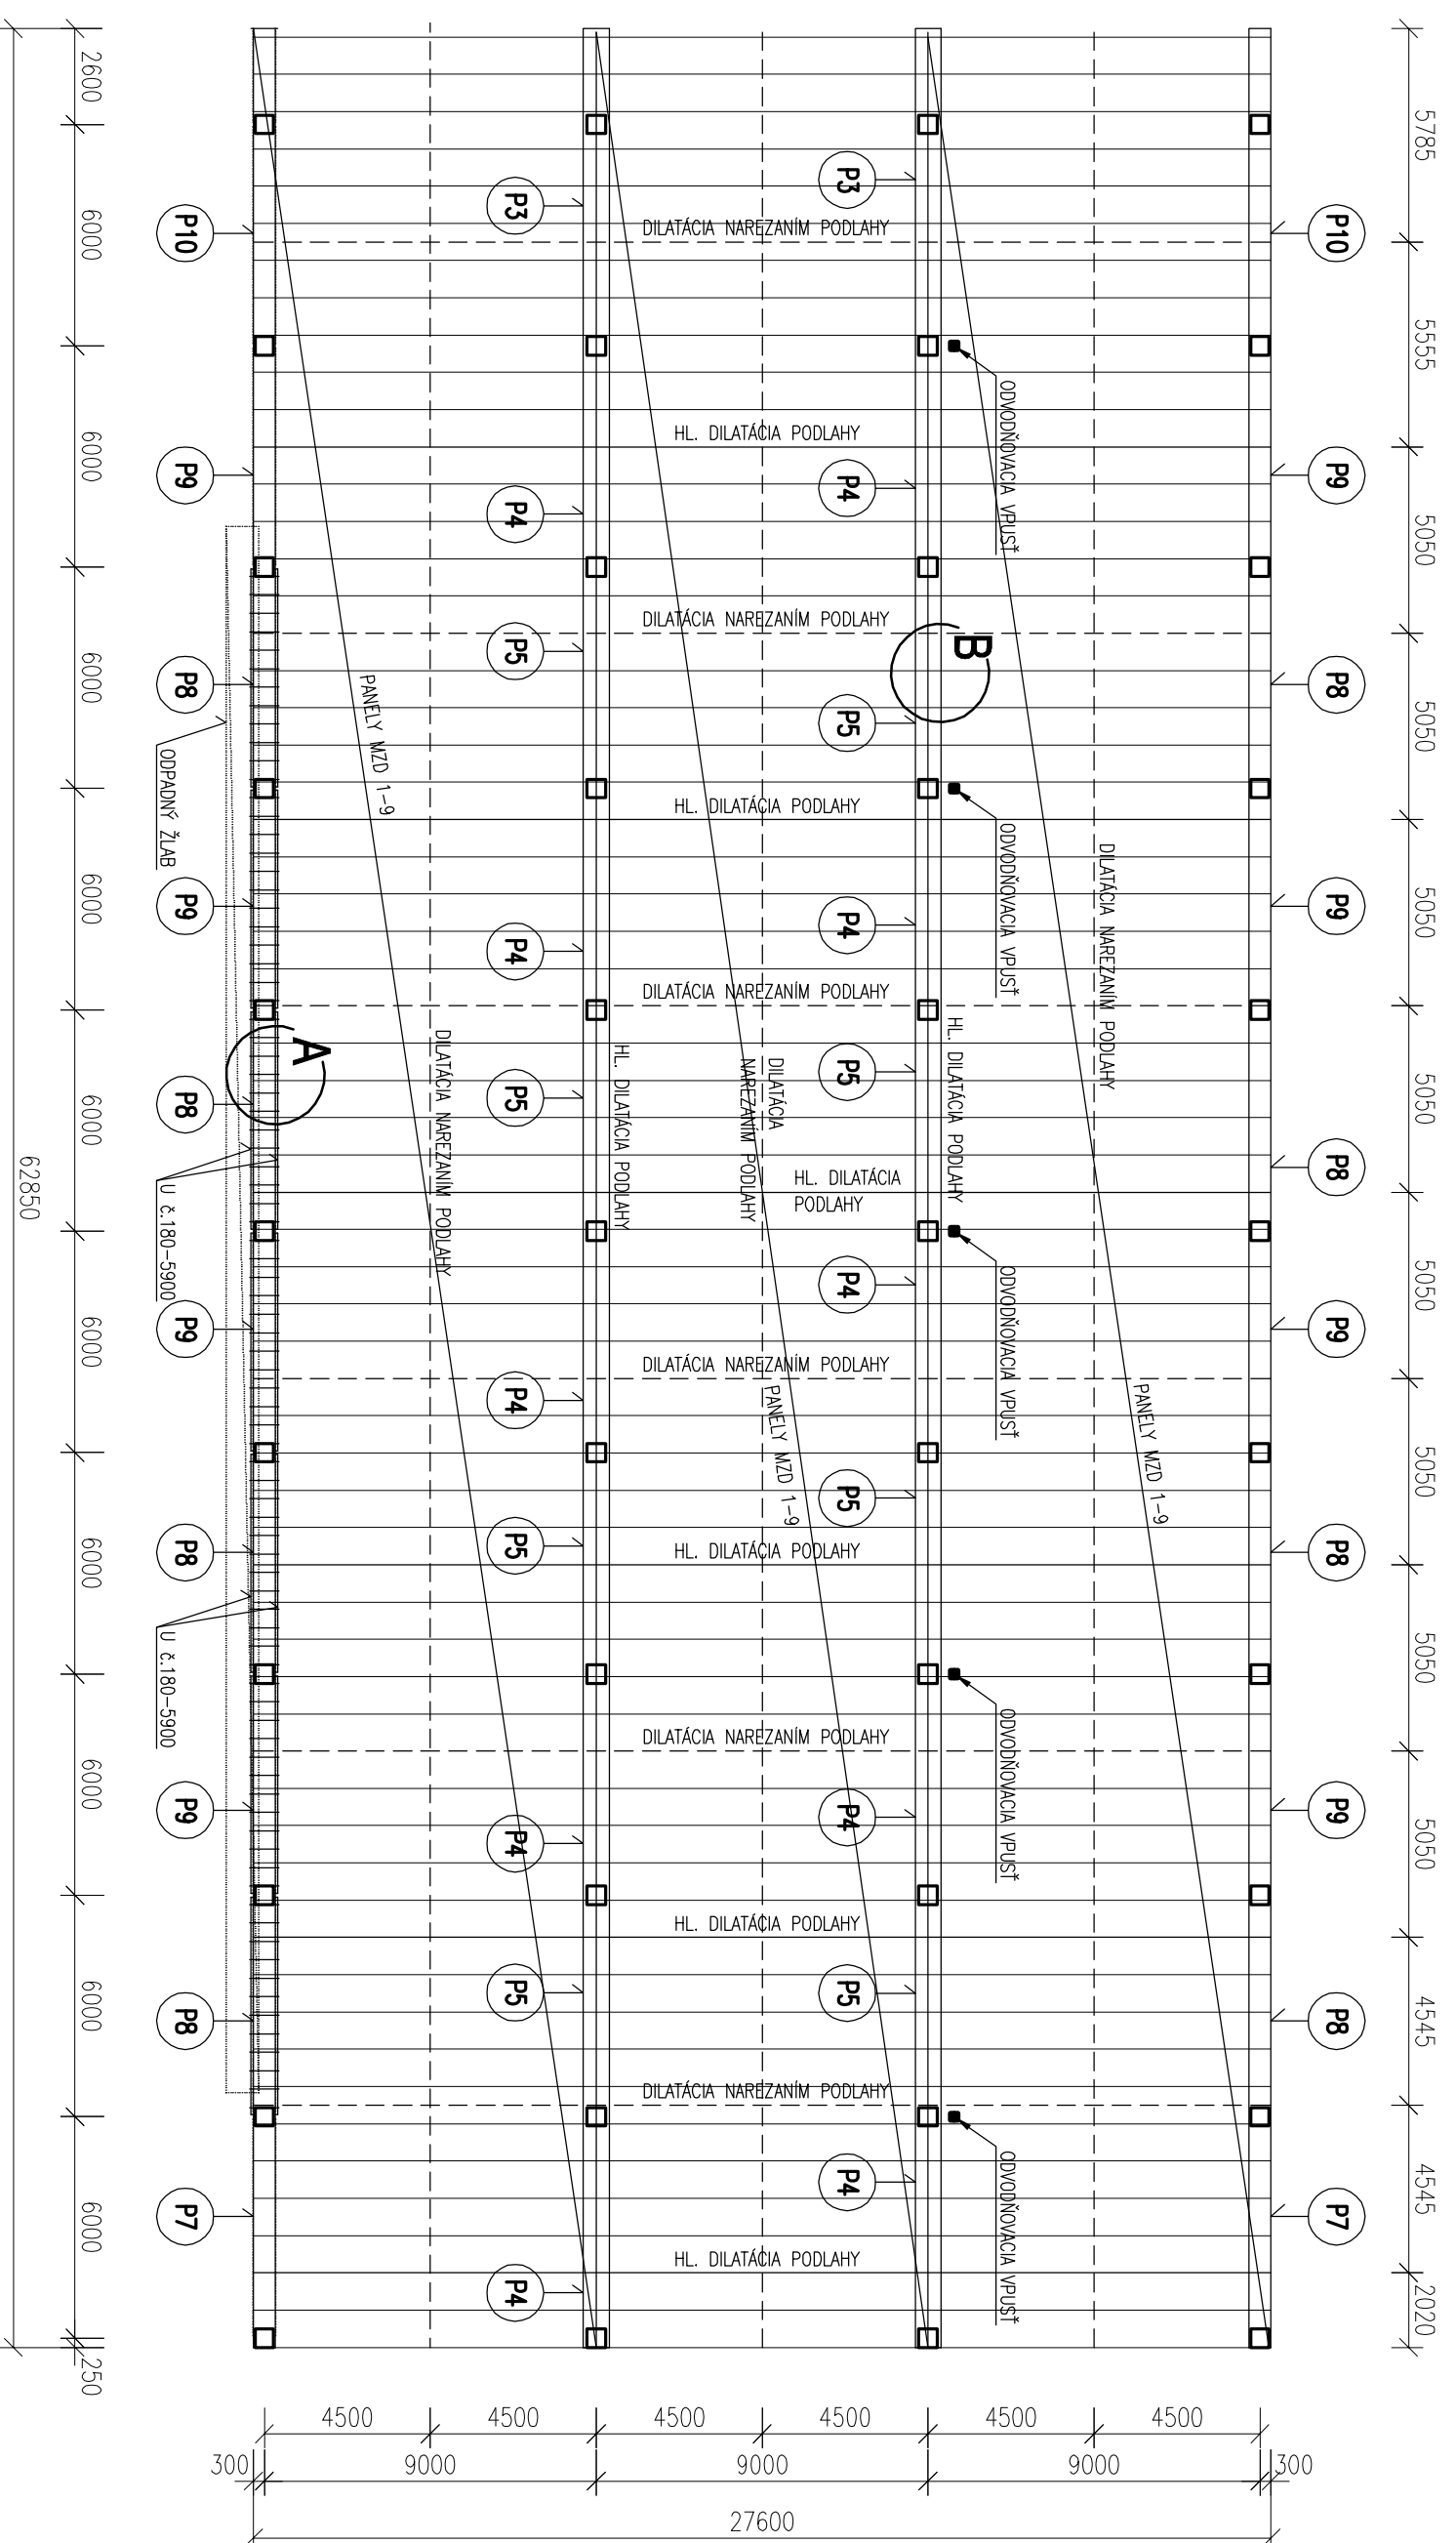 5785
5555
5050
5050
5050
5050
5050
5050
5050
5050
4545
4545
2020
P10
P9
P8
P9
P8
P9
P8
P9
P8
P7
PANELY MZD 1-9
DILATÁCIA NAREZANÍM PODLAHY
ODVODŇOVACIA VPUSŤ
ODVODŇOVACIA VPUSŤ
ODVODŇOVACIA VPUSŤ
ODVODŇOVACIA VPUSŤ
ODVODŇOVACIA VPUSŤ
B
HL. DILATÁCIA PODLAHY
P3
P4
P5
P4
P5
P4
P5
P4
P5
P4
DILATÁCIA NAREZANÍM PODLAHY
HL. DILATÁCIA PODLAHY
DILATÁCIA NAREZANÍM PODLAHY
HL. DILATÁCIA PODLAHY
DILATÁCIA NAREZANÍM PODLAHY
HL. DILATÁCIA
PODLAHY
DILATÁCIA NAREZANÍM PODLAHY
HL. DILATÁCIA PODLAHY
DILATÁCIA NAREZANÍM PODLAHY
HL. DILATÁCIA PODLAHY
DILATÁCIA NAREZANÍM PODLAHY
HL. DILATÁCIA PODLAHY
DILATÁCIA
NAREZANÍM PODLAHY
PANELY MZD 1-9
HL. DILATÁCIA PODLAHY
P3
P4
P5
P4
P5
P4
P5
P4
P5
P4
DILATÁCIA NAREZANÍM PODLAHY
PANELY MZD 1-9
A
P10
P9
P8
P9
P8
P9
P8
P9
P8
P7
ODPADNÝ ŽLAB
U č.180-5900
U č.180-5900
2600
6000
6000
6000
6000
6000
6000
6000
6000
6000
6000
250
62850
4500
4500
4500
4500
4500
4500
300
9000
9000
9000
300
27600